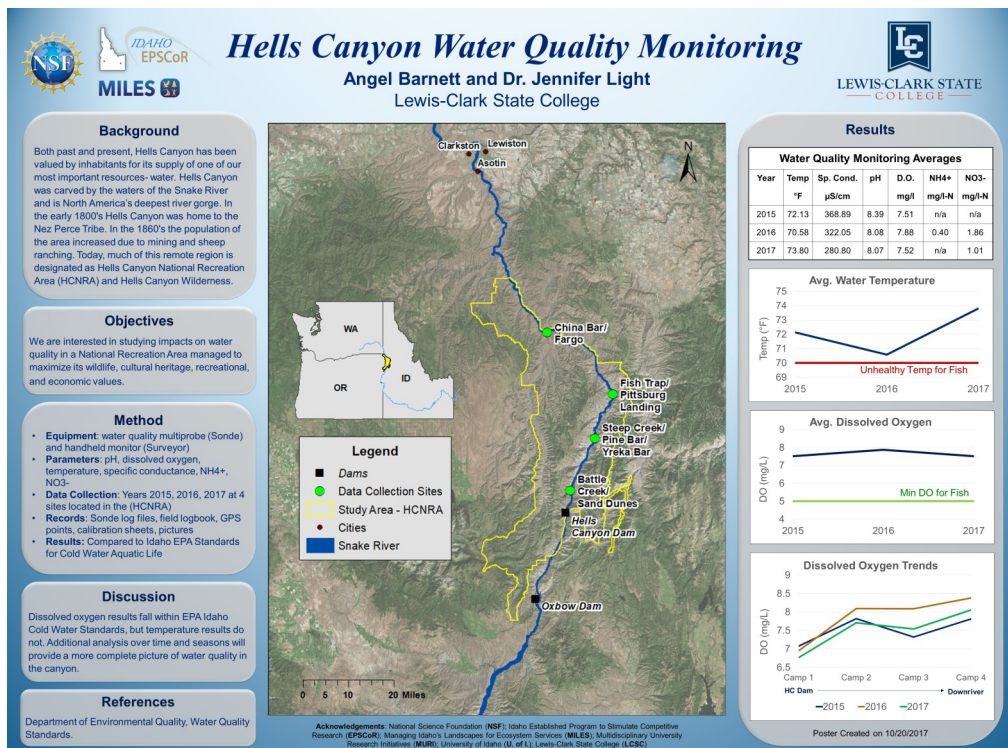 NSF
IDAHO
EPSCoR
MILES
Hells Canyon Water Quality Monitoring
Angel Barnett and Dr. Jennifer Light
Lewis-Clark State College
LC
LEWIS-CLARK STATE
COLLEGE
Background
Both past and present, Hells Canyon has been
valued by inhabitants for its supply of one of our
most important resources- water. Hells Canyon
was carved by the waters of the Snake River
and is North America's deepest river gorge. In
the early 1800's Hells Canyon was home to the
Nez Perce Tribe. In the 1860's the population of
the area increased due to mining and sheep
ranching. Today, much of this remote region is
designated as Hells Canyon National Recreation
Area (HCNRA) and Hells Canyon Wilderness.
Objectives
We are interested in studying impacts on water
quality in a National Recreation Area managed to
maximize its wildlife, cultural heritage, recreational,
and economic values.
Method
• Equipment: water quality multiprobe (Sonde)
and handheld monitor (Surveyor)
• Parameters: pH, dissolved oxygen,
temperature, specific conductance, NH4+,
NO3-
• Data Collection: Years 2015, 2016, 2017 at 4
sites located in the (HCNRA)
• Records: Sonde log files, field logbook, GPS
points, calibration sheets, pictures
• Results: Compared to Idaho EPA Standards
for Cold Water Aquatic Life
Discussion
Dissolved oxygen results fall within EPA Idaho
Cold Water Standards, but temperature results do
not. Additional analysis over time and seasons will
provide a more complete picture of water quality in
the canyon.
References
Department of Environmental Quality, Water Quality
Standards.
Clarkston
Lewiston
Asotin
N
China Bar/
Fargo
Fish Trap/
Pittsburg
Landing
Steep Creek/
Pine Bar/
Yreka Bar
Battle
Creek/
Sand Dunes
Hells
Canyon Dam
Oxbow Dam
WA
OR
ID
Legend
Dams
Data Collection Sites
Study Area - HCNRA
Cities
Snake River
0 5 10 20 Miles
Acknowledgements: National Science Foundation (NSF); Idaho Established Program to Stimulate Competitive
Research (EPSCoR); Managing Idaho's Landscapes for Ecosystem Services (MILES); Multidisciplinary University
Research Initiatives (MURI); University of Idaho (U. of I.); Lewis-Clark State College (LCSC)
Results
Water Quality Monitoring Averages
Year Temp Sp. Cond. pH D.O. NH4+ NO3-
°F µS/cm mg/l mg/l-N mg/l-N
2015 72.13 368.89 8.39 7.51 n/a n/a
2016 70.58 322.05 8.08 7.88 0.40 1.86
2017 73.80 280.80 8.07 7.52 n/a 1.01
Avg. Water Temperature
Temp (°F)
75
74
73
72
71
70
69
Unhealthy Temp for Fish
2015 2016 2017
Avg. Dissolved Oxygen
DO (mg/L)
9
8
7
6
5
4
Min DO for Fish
2015 2016 2017
Dissolved Oxygen Trends
DO (mg/L)
9
8.5
8
7.5
7
6.5
Camp 1 Camp 2 Camp 3 Camp 4
HC Dam Downriver
2015 2016 2017
Poster Created on 10/20/2017